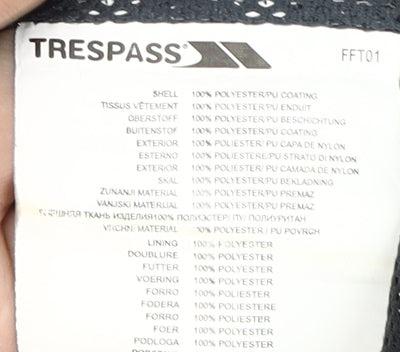 TRESPASS® FFT01
SHELL 100% POLYESTER/PU COATING
TISSUS VÊTEMENT 100% POLYESTER/PU ENDUIT
OBERSTOFF 100% POLYESTER/PU BESCHICHTUNG
BUITENSTOF 100% POLYESTER/PU COATING
EXTERIOR 100% POLIESTER/ PU CAPA DE NYLON
ESTERNO 100% POLIESTERE/PU STRATO DI NYLON
EXTERIOR 100% POLIESTER/ PU CAMADA DE NYLON
SKAL 100% POLYESTER/PU BEKLADNING
ZUNANJI MATERIAL 100% POLYESTER/PU PREMAZ
VANJSKI MATERIJAL 100% POLYESTER/PU PREMAZ
ТКАНЬ ИЗДЕЛИЯ100% ПОЛИЭСТЕР/ ПУ/ ПОЛИУРИТАН
MATERIAL 100% POLYESTER / PU POVRCH
LINING 100% POLYESTER
DOUBLURE 100% POLYESTER
FUTTER 100% POLYESTER
VOERING 100% POLYESTER
FORRO 100% POLIESTER
FODERA 100% POLIESTERE
FORRO 100% POLIESTER
FOER 100% POLYESTER
PODLOGA 100% POLYESTER